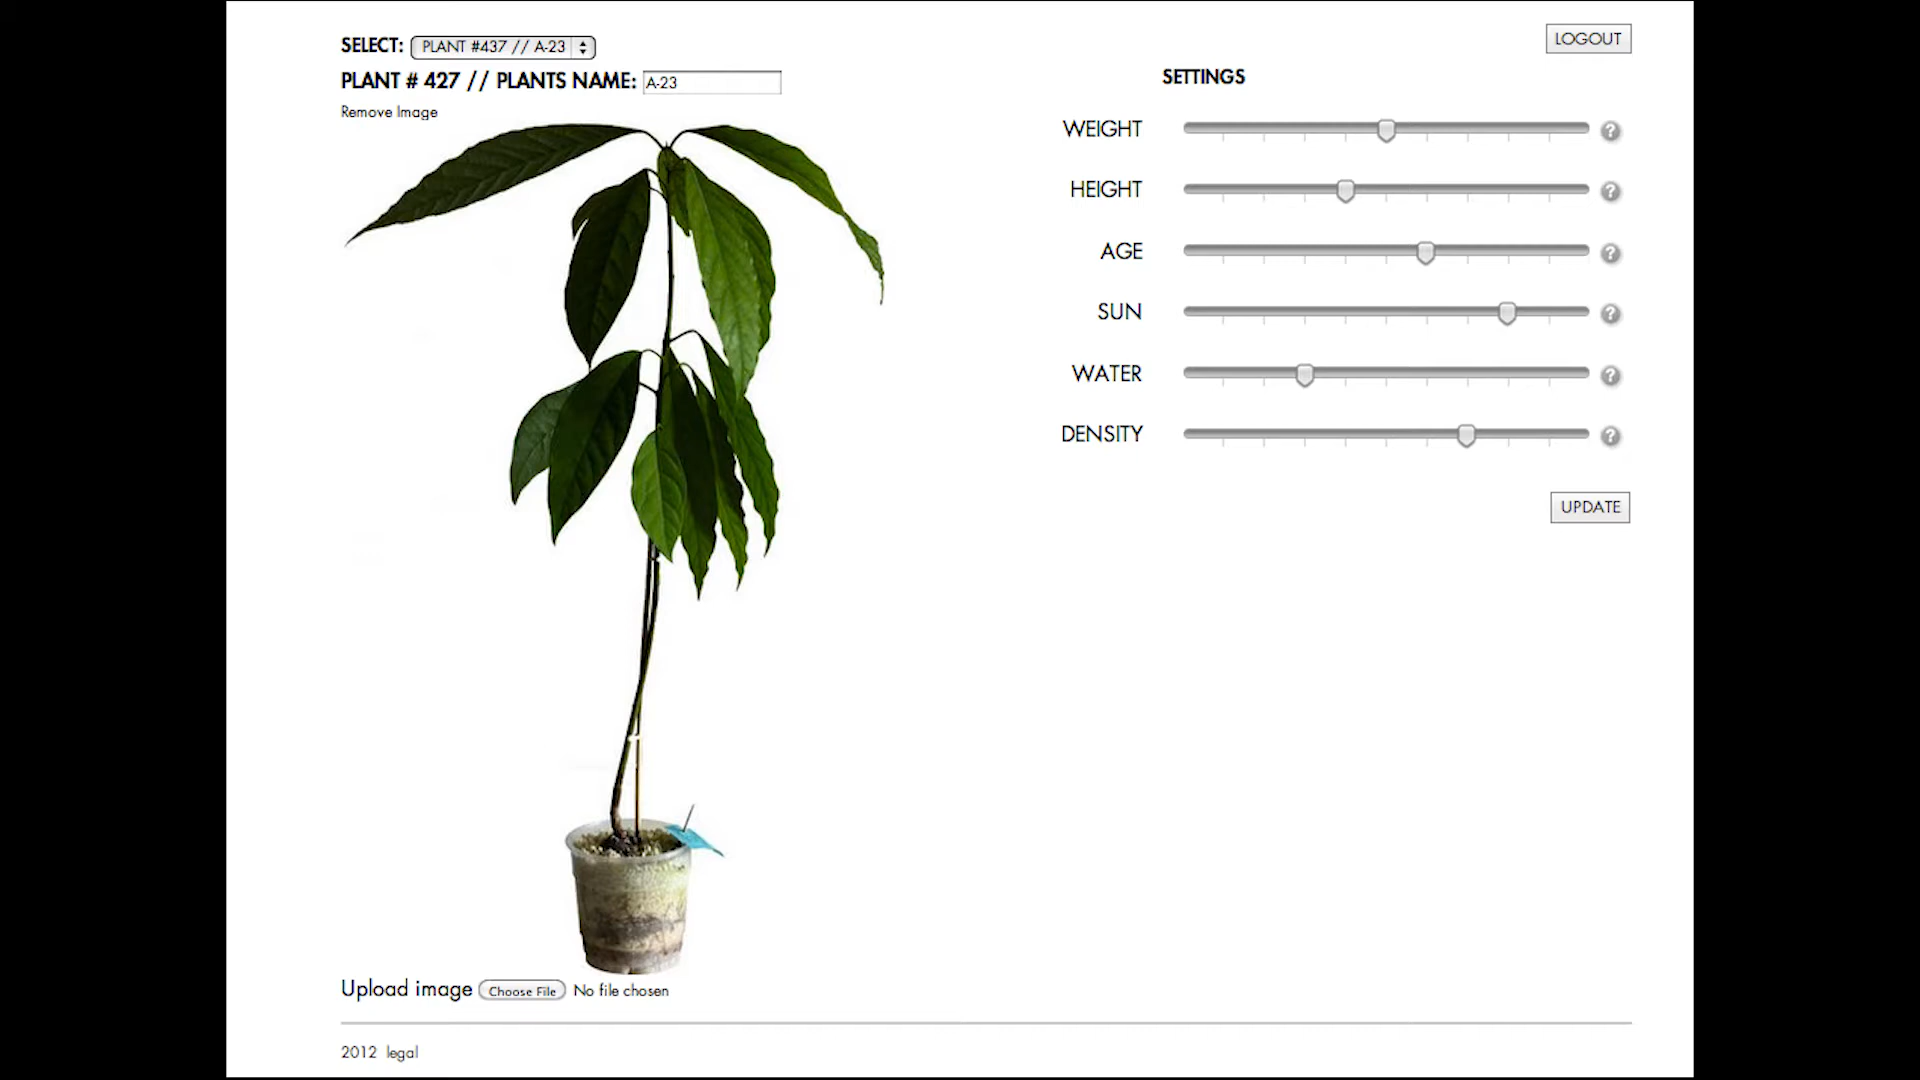 SELECT: PLANT #437 // A-23
LOGOUT
PLANT # 427 // PLANTS NAME: A-23
SETTINGS
Remove Image
WEIGHT ?
HEIGHT ?
AGE ?
SUN ?
WATER ?
DENSITY ?
UPDATE
Upload image Choose File No file chosen
2012 legal